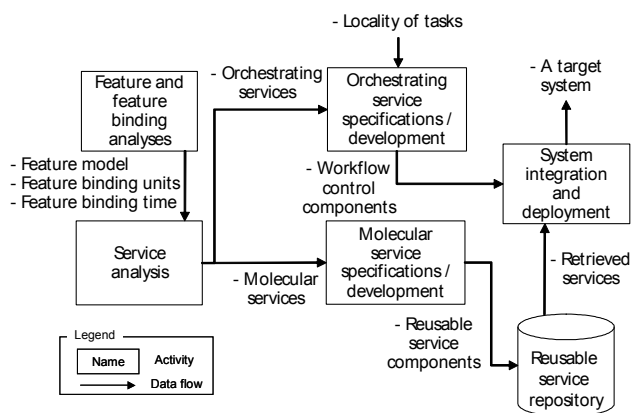 - Locality of tasks
Feature and
feature
binding
analyses
- Orchestrating
services
Orchestrating
service
specifications /
development
- A target
system
- Feature model
- Feature binding units
- Feature binding time
- Workflow
control
components
System
integration
and
deployment
Service
analysis
- Molecular
services
Molecular
service
specifications /
development
- Retrieved
services
- Reusable
service
components
Reusable
service
repository
Legend
Name Activity
Data flow